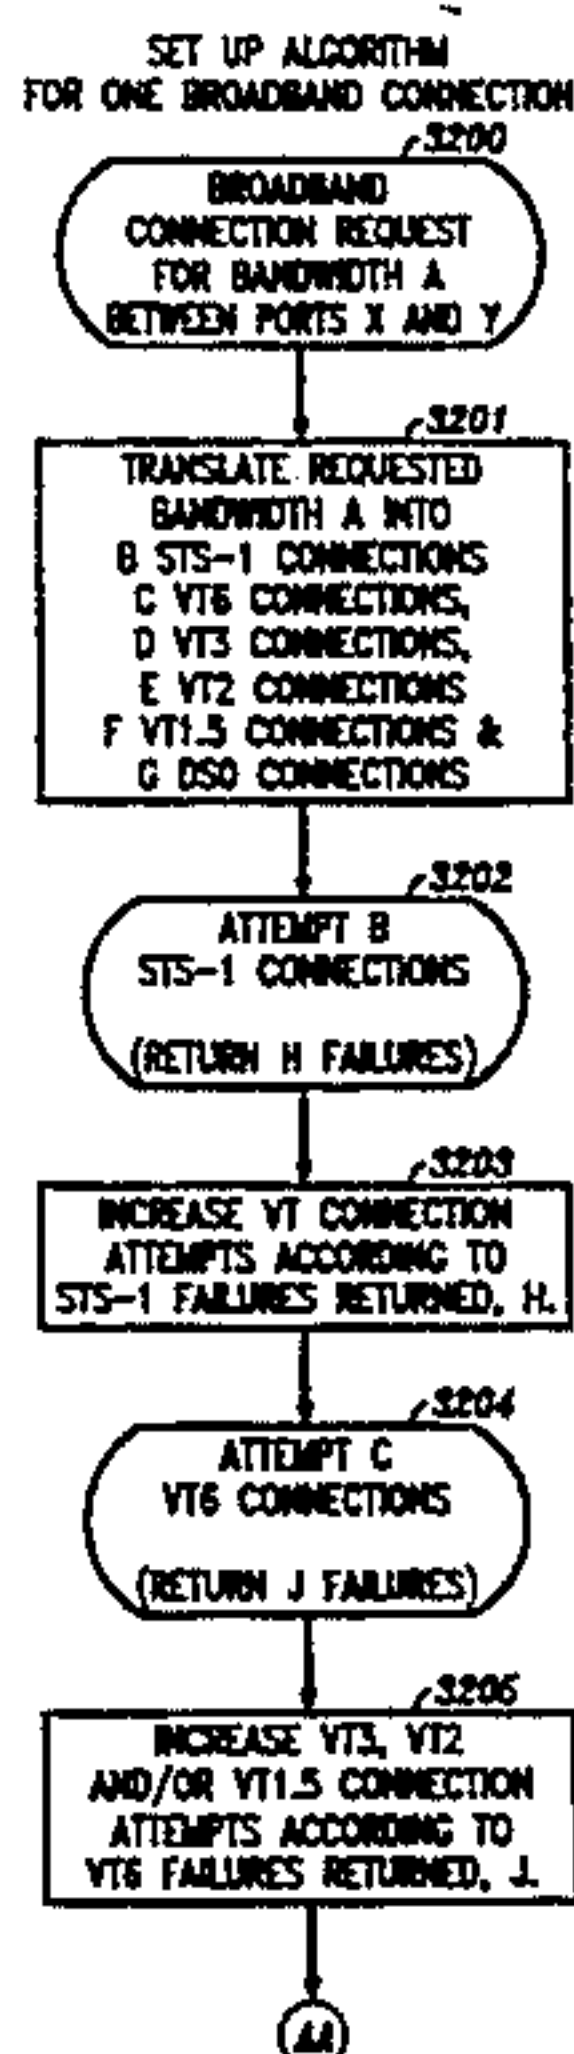 SET UP ALGORITHM
FOR ONE BROADBAND CONNECTION
3200
BROADBAND
CONNECTION REQUEST
FOR BANDWIDTH A
BETWEEN PORTS X AND Y
3201
TRANSLATE REQUESTED
BANDWIDTH A INTO
B STS-1 CONNECTIONS
C VT6 CONNECTIONS,
D VT3 CONNECTIONS,
E VT2 CONNECTIONS
F VT1.5 CONNECTIONS &
G DS0 CONNECTIONS
3202
ATTEMPT B
STS-1 CONNECTIONS
(RETURN H FAILURES)
3203
INCREASE VT CONNECTION
ATTEMPTS ACCORDING TO
STS-1 FAILURES RETURNED, H.
3204
ATTEMPT C
VT6 CONNECTIONS
(RETURN J FAILURES)
3205
INCREASE VT3, VT2
AND/OR VT1.5 CONNECTION
ATTEMPTS ACCORDING TO
VT6 FAILURES RETURNED, J.
AA